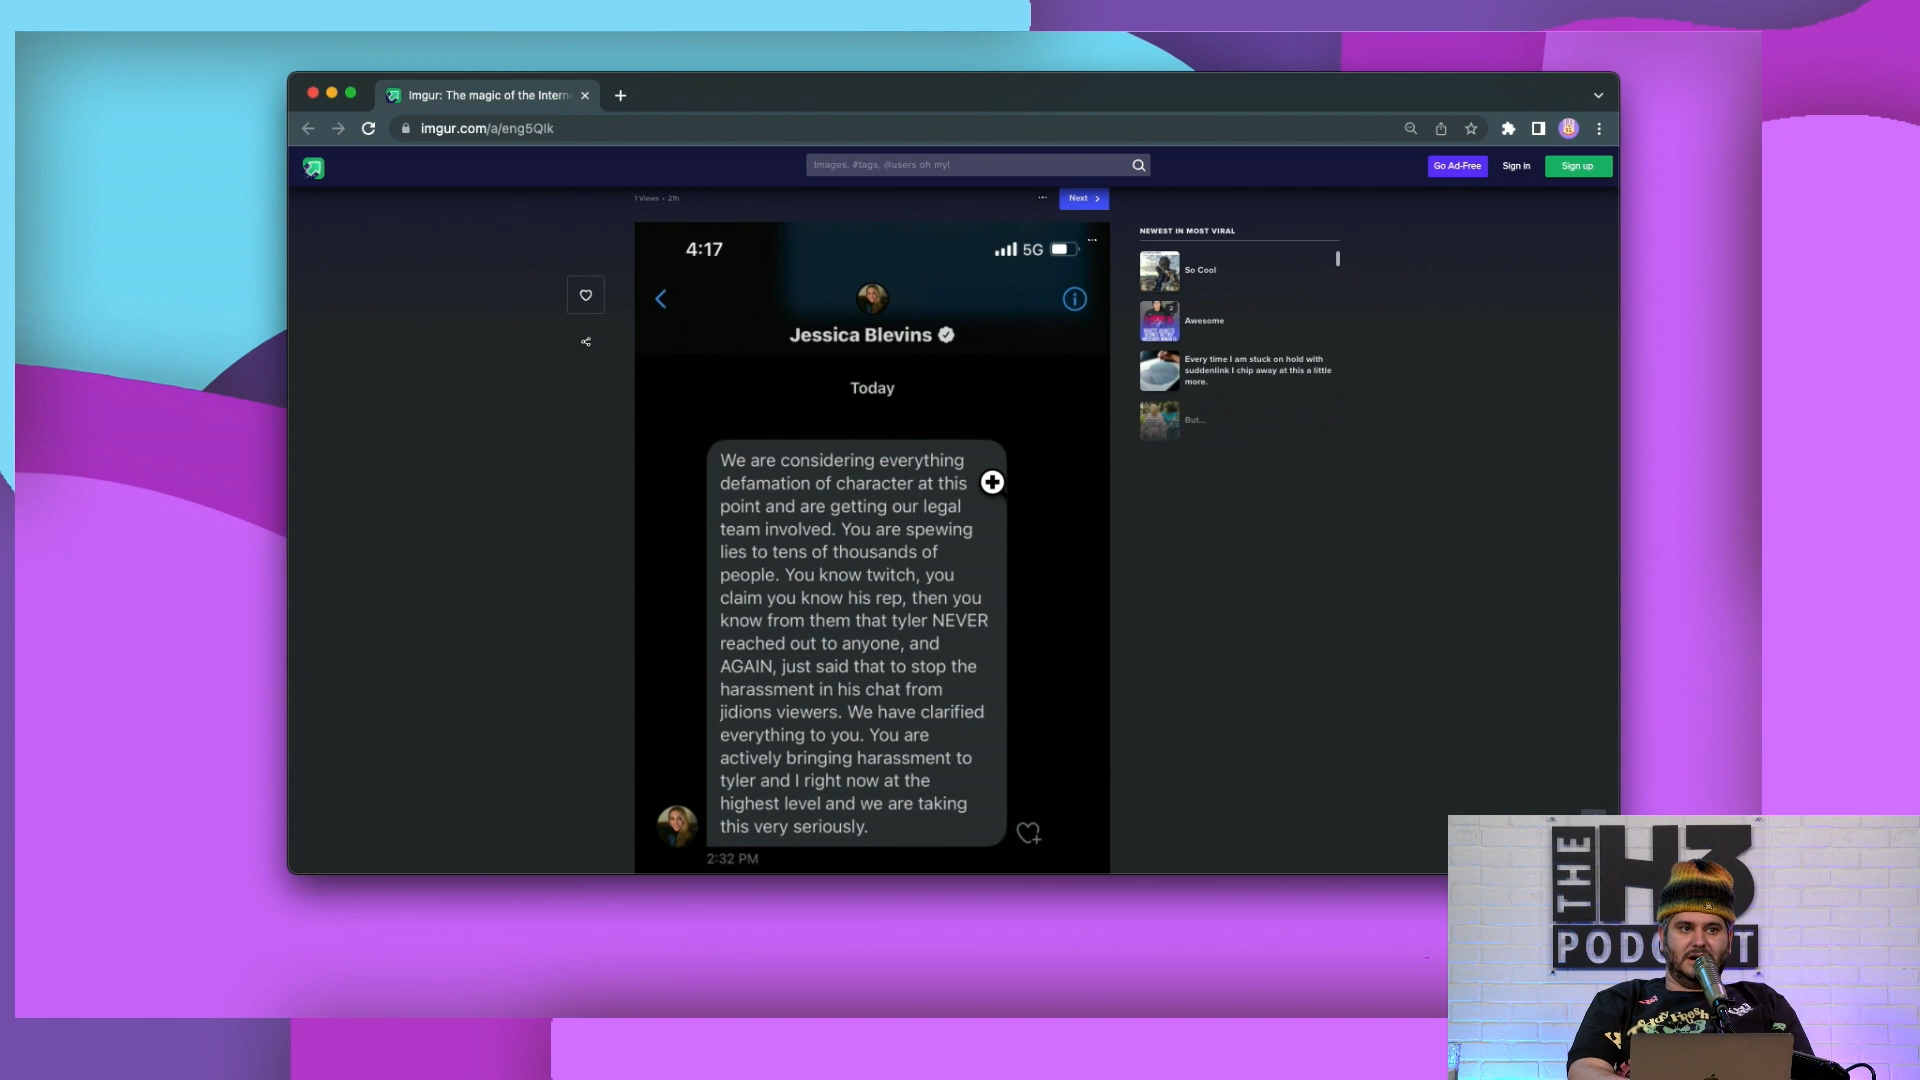 Imgur: The magic of the Intern
imgur.com/a/eng5QIk
Images, #tags, @users oh my!
Go Ad-Free
Sign in
Sign up
1 Views • 21h
Next
4:17
5G
Jessica Blevins
Today
We are considering everything
defamation of character at this
point and are getting our legal
team involved. You are spewing
lies to tens of thousands of
people. You know twitch, you
claim you know his rep, then you
know from them that tyler NEVER
reached out to anyone, and
AGAIN, just said that to stop the
harassment in his chat from
jidions viewers. We have clarified
everything to you. You are
actively bringing harassment to
tyler and I right now at the
highest level and we are taking
this very seriously.
2:32 PM
NEWEST IN MOST VIRAL
So Cool
Awesome
Every time I am stuck on hold with
suddenlink I chip away at this a little
more.
But...
THE H3